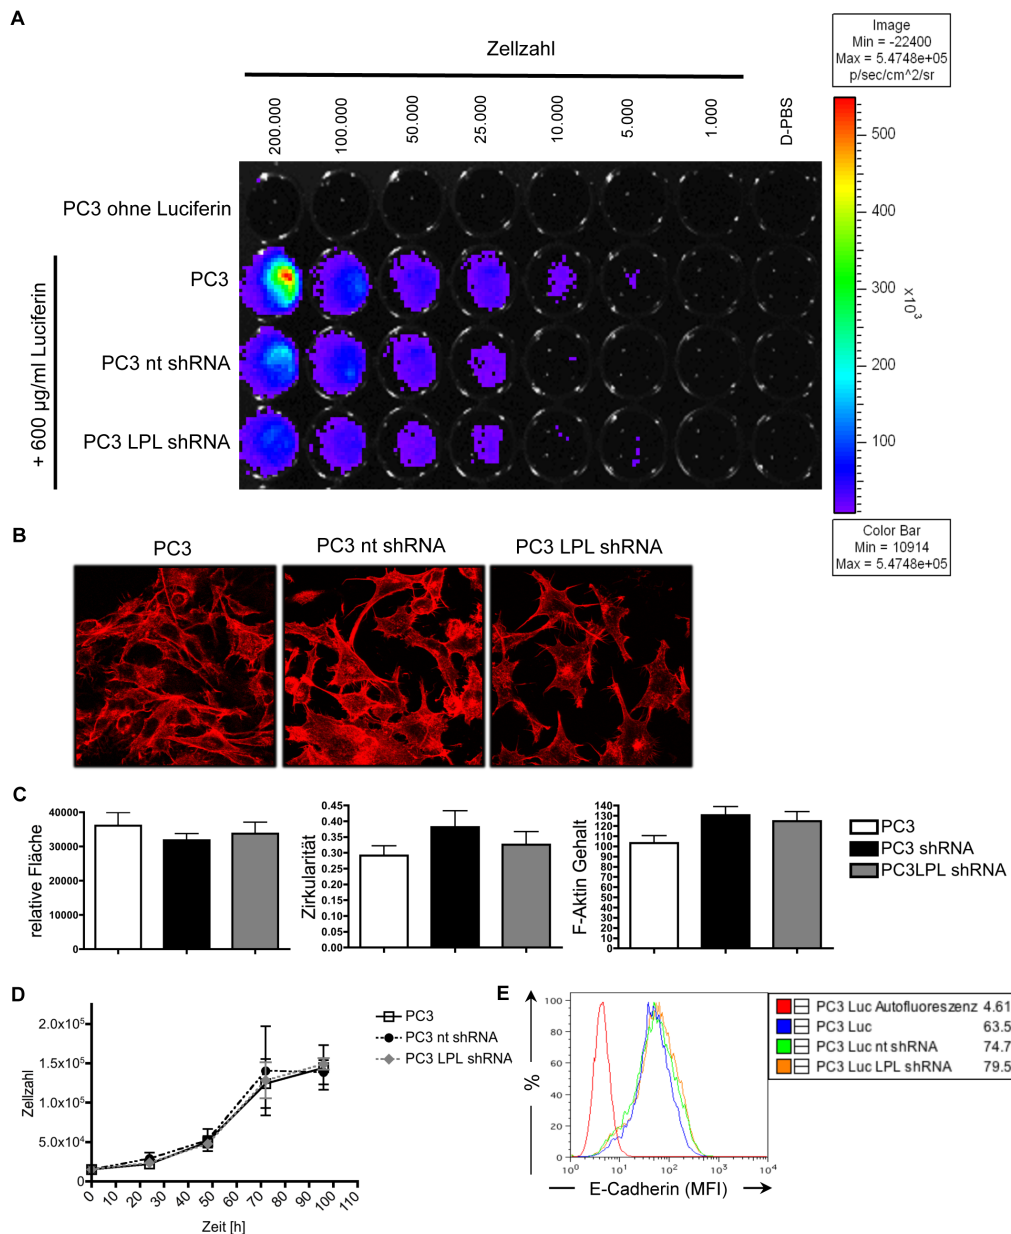 A
Zellzahl
200.000
100.000
50.000
25.000
10.000
5.000
1.000
D-PBS
Image
Min = -22400
Max = 5.4748e+05
p/sec/cm^2/sr
500
400
300
200
100
x10³
Color Bar
Min = 10914
Max = 5.4748e+05
PC3 ohne Luciferin
PC3
PC3 nt shRNA
PC3 LPL shRNA
+ 600 µg/ml Luciferin
B
PC3
PC3 nt shRNA
PC3 LPL shRNA
C
relative Fläche
40000
30000
20000
10000
0
Zirkularität
0.45
0.40
0.35
0.30
0.25
0.20
0.15
0.10
0.05
0.00
F-Aktin Gehalt
140
130
120
110
100
90
80
70
60
50
40
30
20
10
0
PC3
PC3 shRNA
PC3LPL shRNA
D
Zellzahl
2.0x10⁵
1.5x10⁵
1.0x10⁵
5.0x10⁴
0
0 10 20 30 40 50 60 70 80 90 100 110
Zeit [h]
PC3
PC3 nt shRNA
PC3 LPL shRNA
E
%
100
80
60
40
20
0
10⁰ 10¹ 10² 10³ 10⁴
E-Cadherin (MFI)
PC3 Luc Autofluoreszenz 4.61
PC3 Luc 63.5
PC3 Luc nt shRNA 74.7
PC3 Luc LPL shRNA 79.5